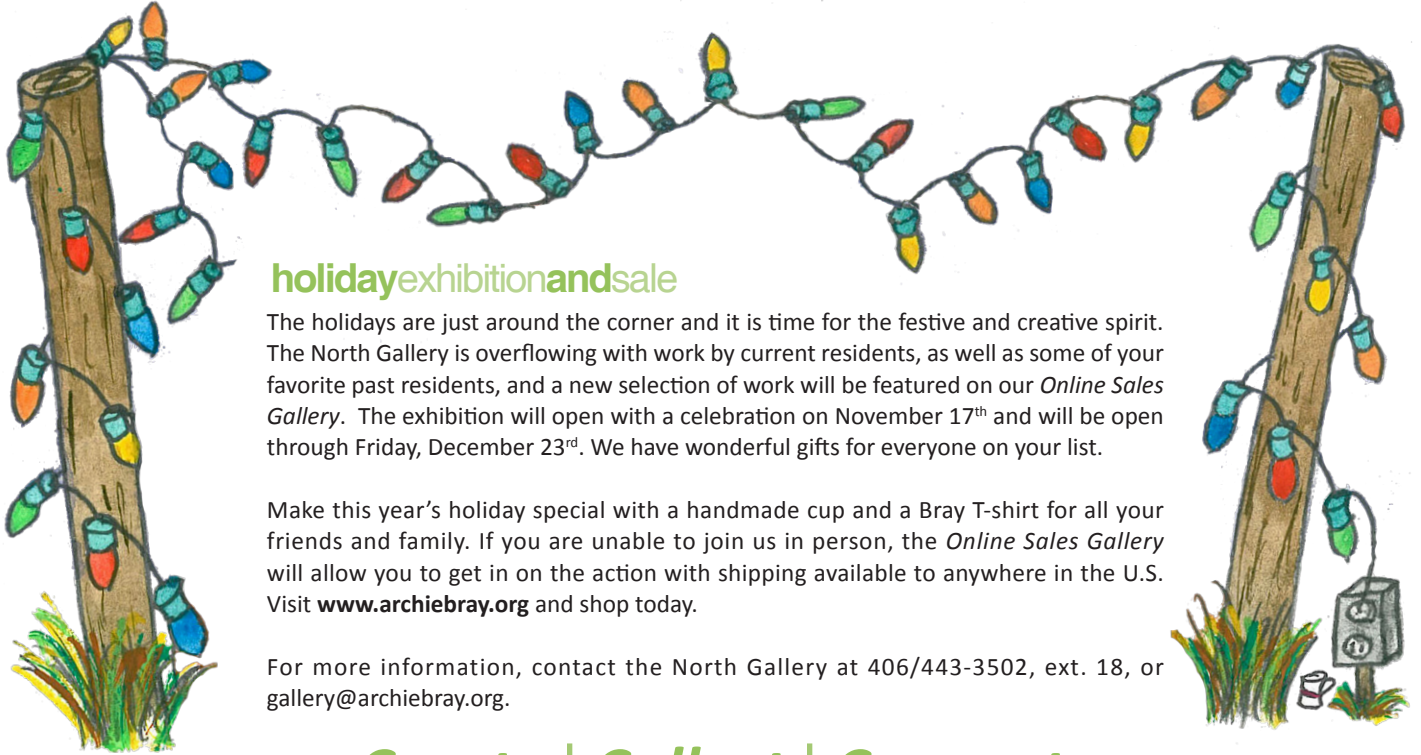 holidayexhibitionandsale
The holidays are just around the corner and it is time for the festive and creative spirit.
The North Gallery is overflowing with work by current residents, as well as some of your
favorite past residents, and a new selection of work will be featured on our Online Sales
Gallery. The exhibition will open with a celebration on November 17th and will be open
through Friday, December 23rd. We have wonderful gifts for everyone on your list.
Make this year’s holiday special with a handmade cup and a Bray T-shirt for all your
friends and family. If you are unable to join us in person, the Online Sales Gallery
will allow you to get in on the action with shipping available to anywhere in the U.S.
Visit www.archiebray.org and shop today.
For more information, contact the North Gallery at 406/443-3502, ext. 18, or
gallery@archiebray.org.